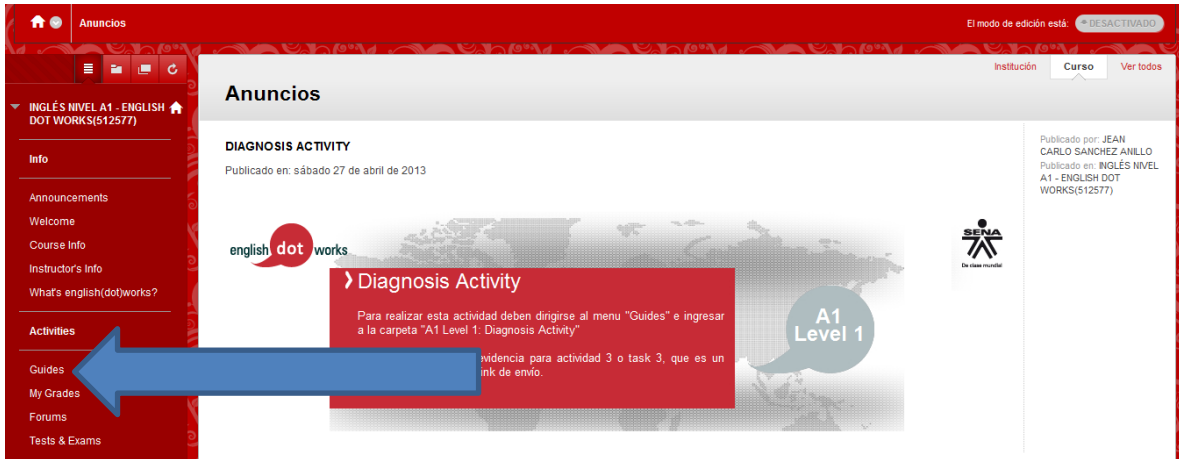 Anuncios
El modo de edición está: DESACTIVADO
Institución Curso Ver todos
INGLÉS NIVEL A1 - ENGLISH
DOT WORKS(512577)
Info
Announcements
Welcome
Course Info
Instructor's Info
What's english(dot)works?
Activities
Guides
My Grades
Forums
Tests & Exams
Anuncios
DIAGNOSIS ACTIVITY
Publicado en: sábado 27 de abril de 2013
Publicado por: JEAN
CARLO SANCHEZ ANILLO
Publicado en: INGLÉS NIVEL
A1 - ENGLISH DOT
WORKS(512577)
english dot works
SENA
De clase mundial
Diagnosis Activity
Para realizar esta actividad deben dirigirse al menu "Guides" e ingresar
a la carpeta "A1 Level 1: Diagnosis Activity"
evidencia para actividad 3 o task 3, que es un
link de envío.
A1
Level 1